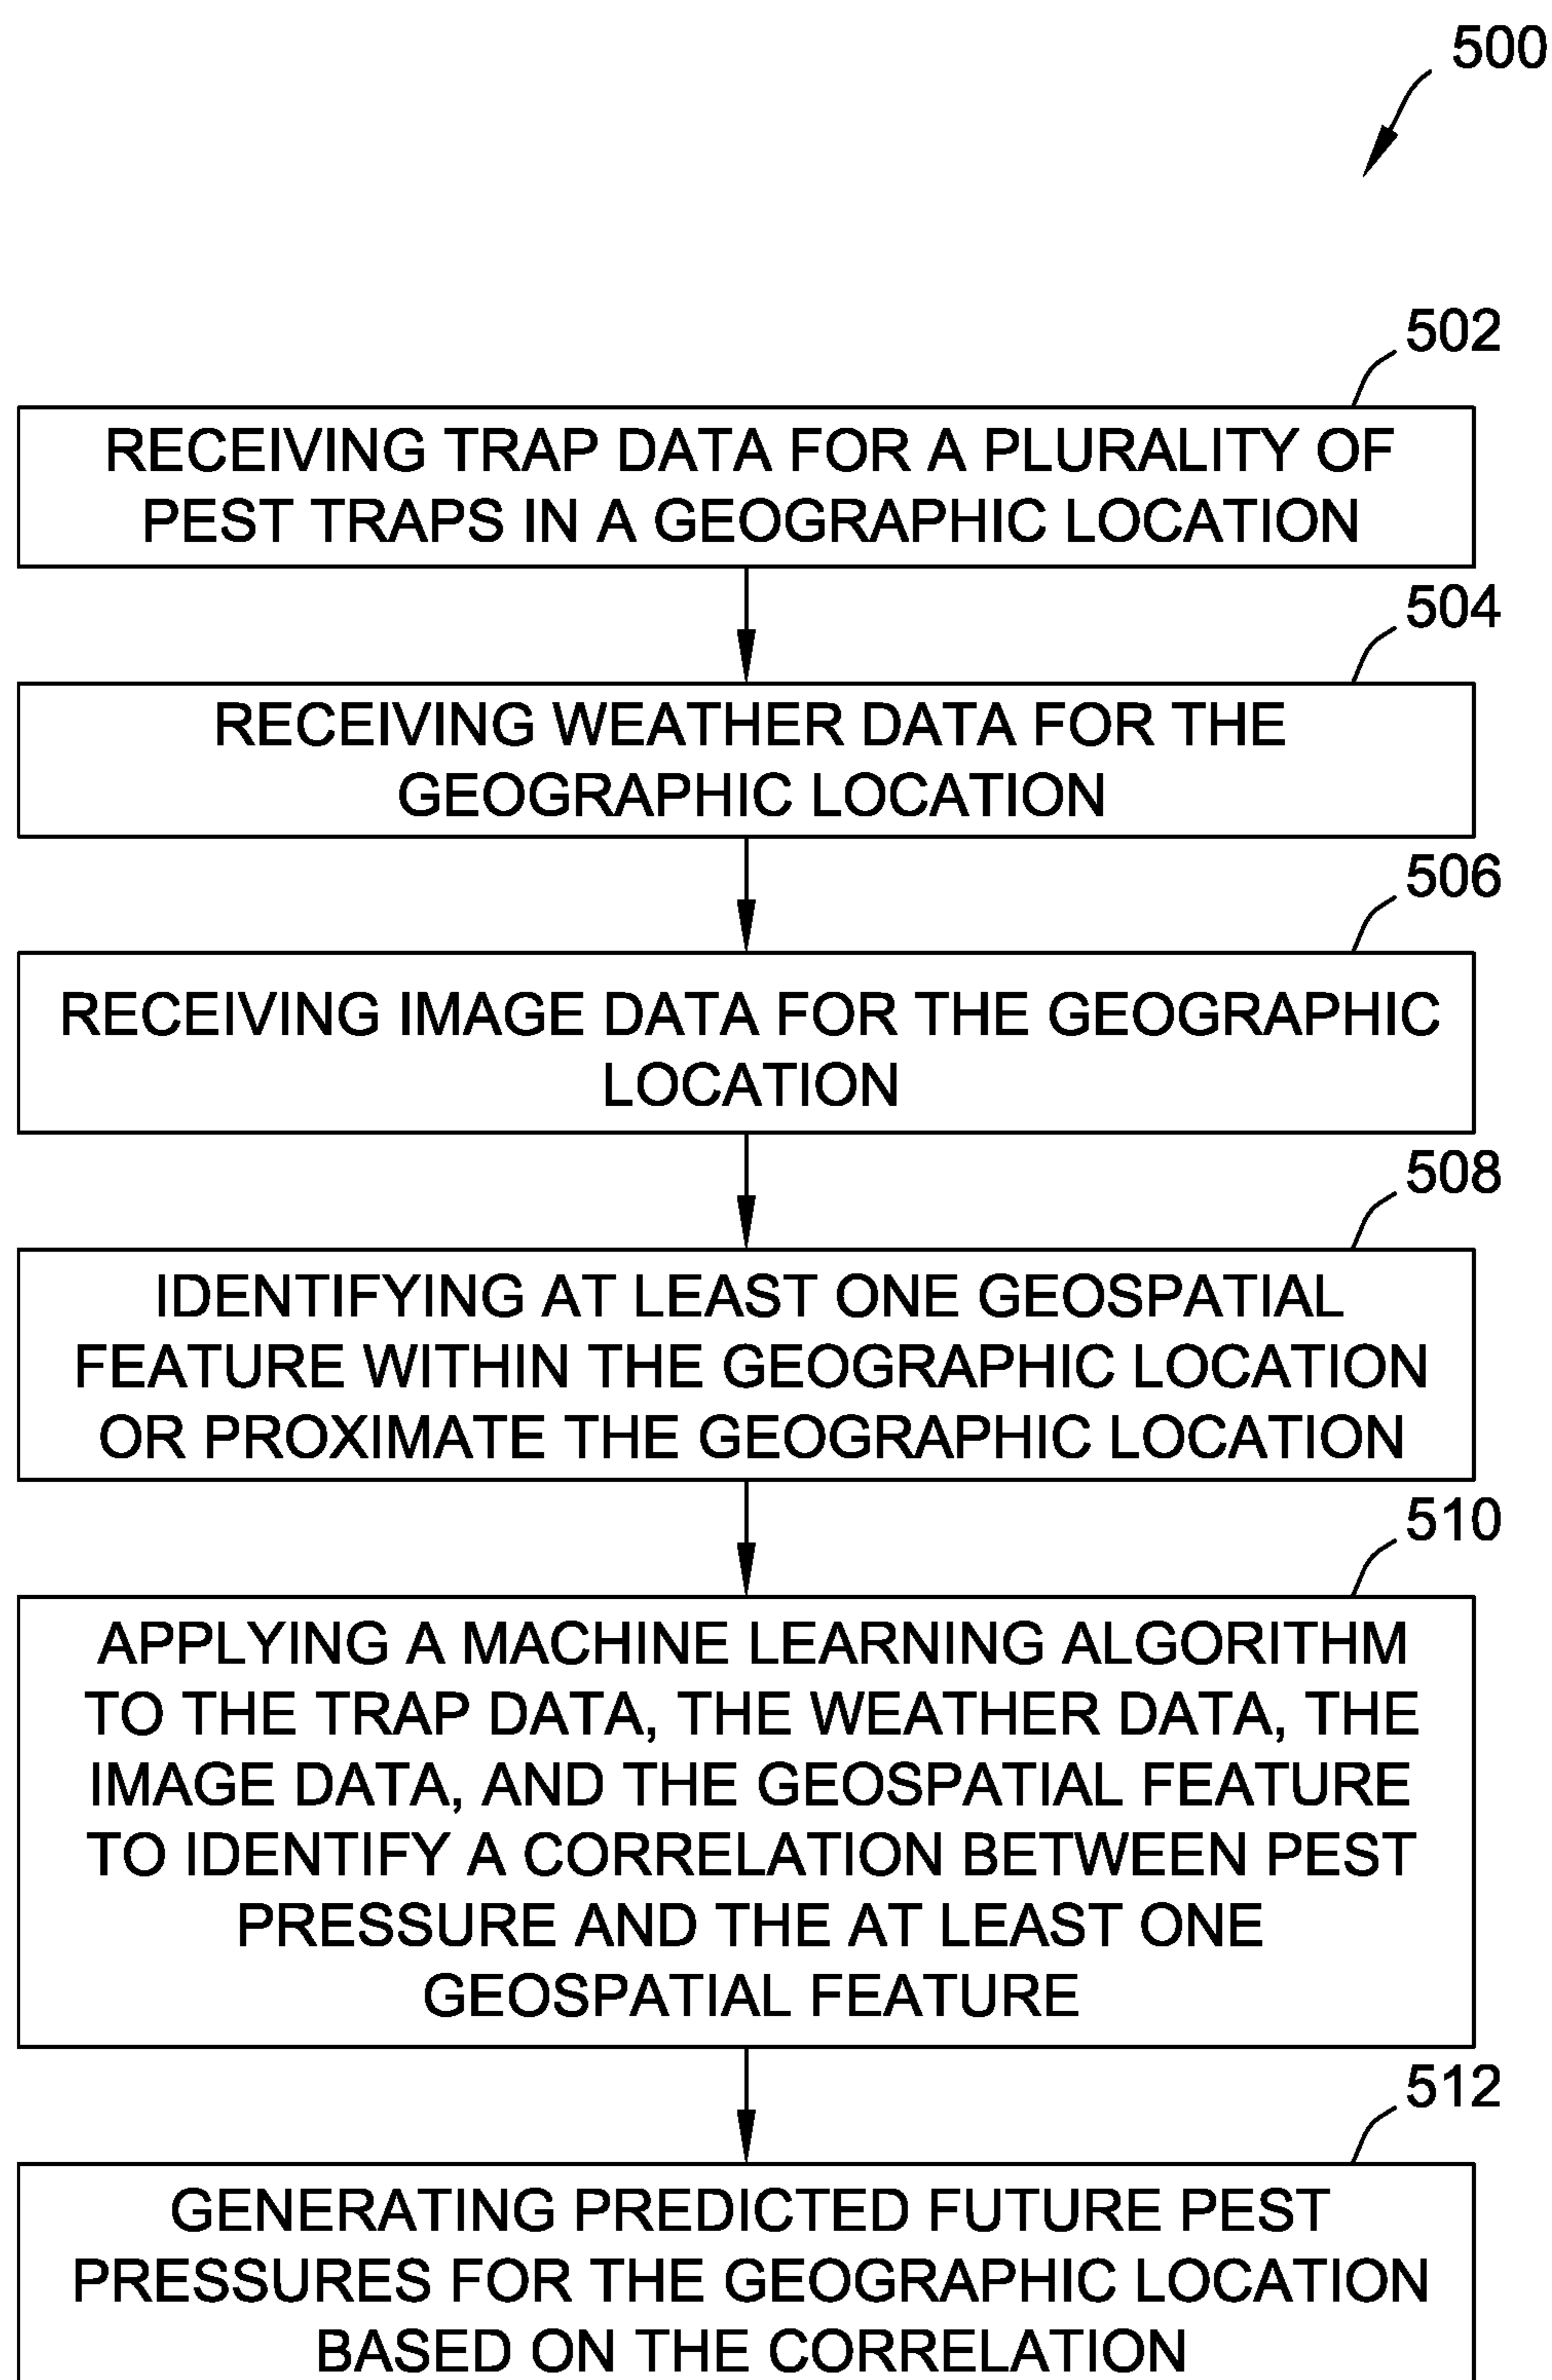 500
502
RECEIVING TRAP DATA FOR A PLURALITY OF
PEST TRAPS IN A GEOGRAPHIC LOCATION
504
RECEIVING WEATHER DATA FOR THE
GEOGRAPHIC LOCATION
506
RECEIVING IMAGE DATA FOR THE GEOGRAPHIC
LOCATION
508
IDENTIFYING AT LEAST ONE GEOSPATIAL
FEATURE WITHIN THE GEOGRAPHIC LOCATION
OR PROXIMATE THE GEOGRAPHIC LOCATION
510
APPLYING A MACHINE LEARNING ALGORITHM
TO THE TRAP DATA, THE WEATHER DATA, THE
IMAGE DATA, AND THE GEOSPATIAL FEATURE
TO IDENTIFY A CORRELATION BETWEEN PEST
PRESSURE AND THE AT LEAST ONE
GEOSPATIAL FEATURE
512
GENERATING PREDICTED FUTURE PEST
PRESSURES FOR THE GEOGRAPHIC LOCATION
BASED ON THE CORRELATION